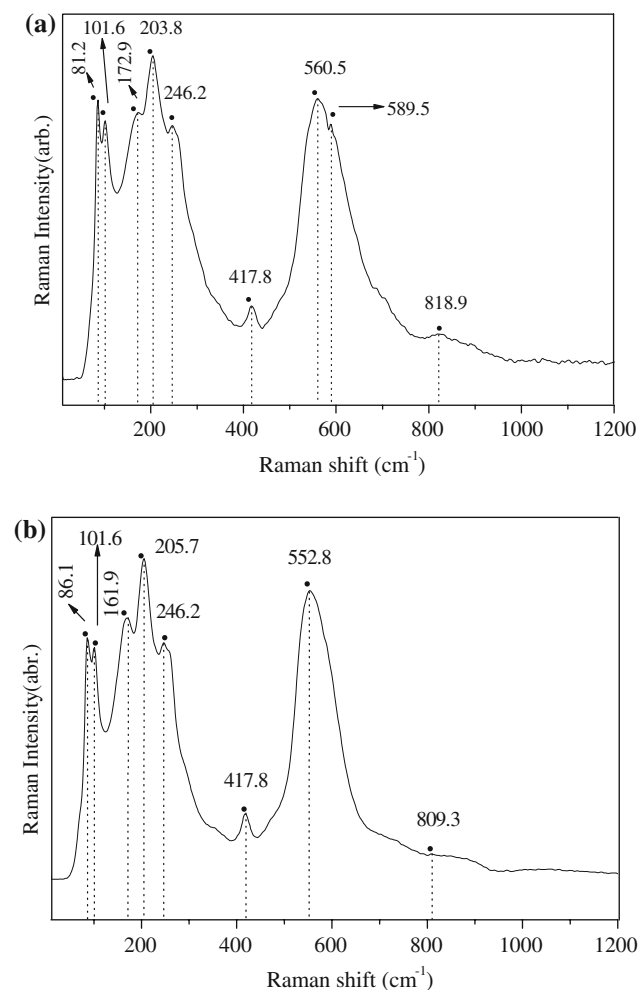 (a)
81.2
101.6
172.9
203.8
246.2
417.8
560.5
589.5
818.9
Raman Intensity(arb.)
200 400 600 800 1000 1200
Raman shift (cm-1)
(b)
86.1
101.6
161.9
205.7
246.2
417.8
552.8
809.3
Raman Intensity(abr.)
200 400 600 800 1000 1200
Raman shift (cm-1)